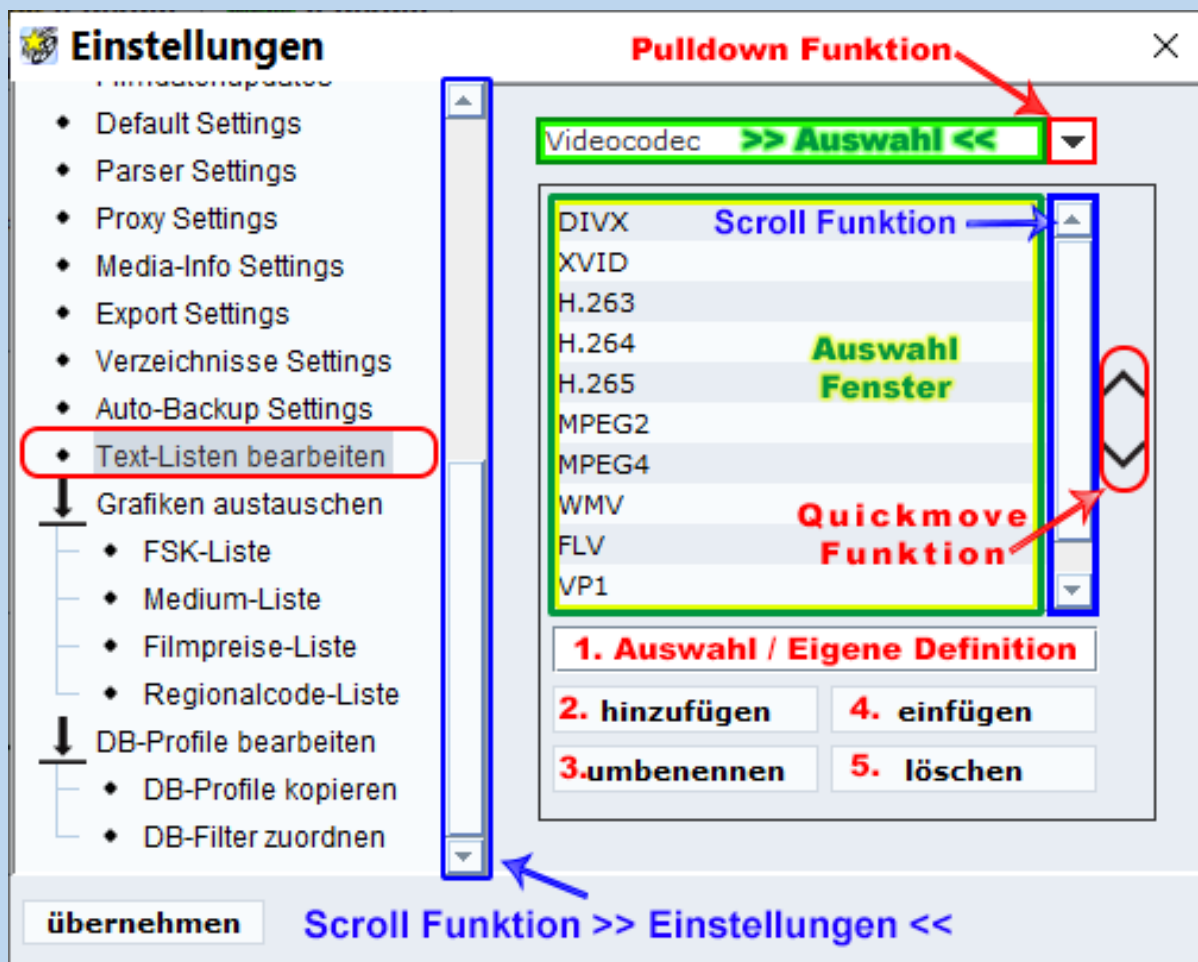 Einstellungen
Pulldown Funktion
Default Settings
Parser Settings
Proxy Settings
Media-Info Settings
Export Settings
Verzeichnisse Settings
Auto-Backup Settings
Text-Listen bearbeiten
Grafiken austauschen
FSK-Liste
Medium-Liste
Filmpreise-Liste
Regionalcode-Liste
DB-Profile bearbeiten
DB-Profile kopieren
DB-Filter zuordnen
Videocodec >> Auswahl <<
DIVX
Scroll Funktion
XVID
H.263
H.264
H.265
Auswahl
Fenster
MPEG2
MPEG4
WMV
FLV
VP1
Quickmove
Funktion
1. Auswahl / Eigene Definition
2. hinzufügen
4. einfügen
3. umbenennen
5. löschen
übernehmen
Scroll Funktion >> Einstellungen <<